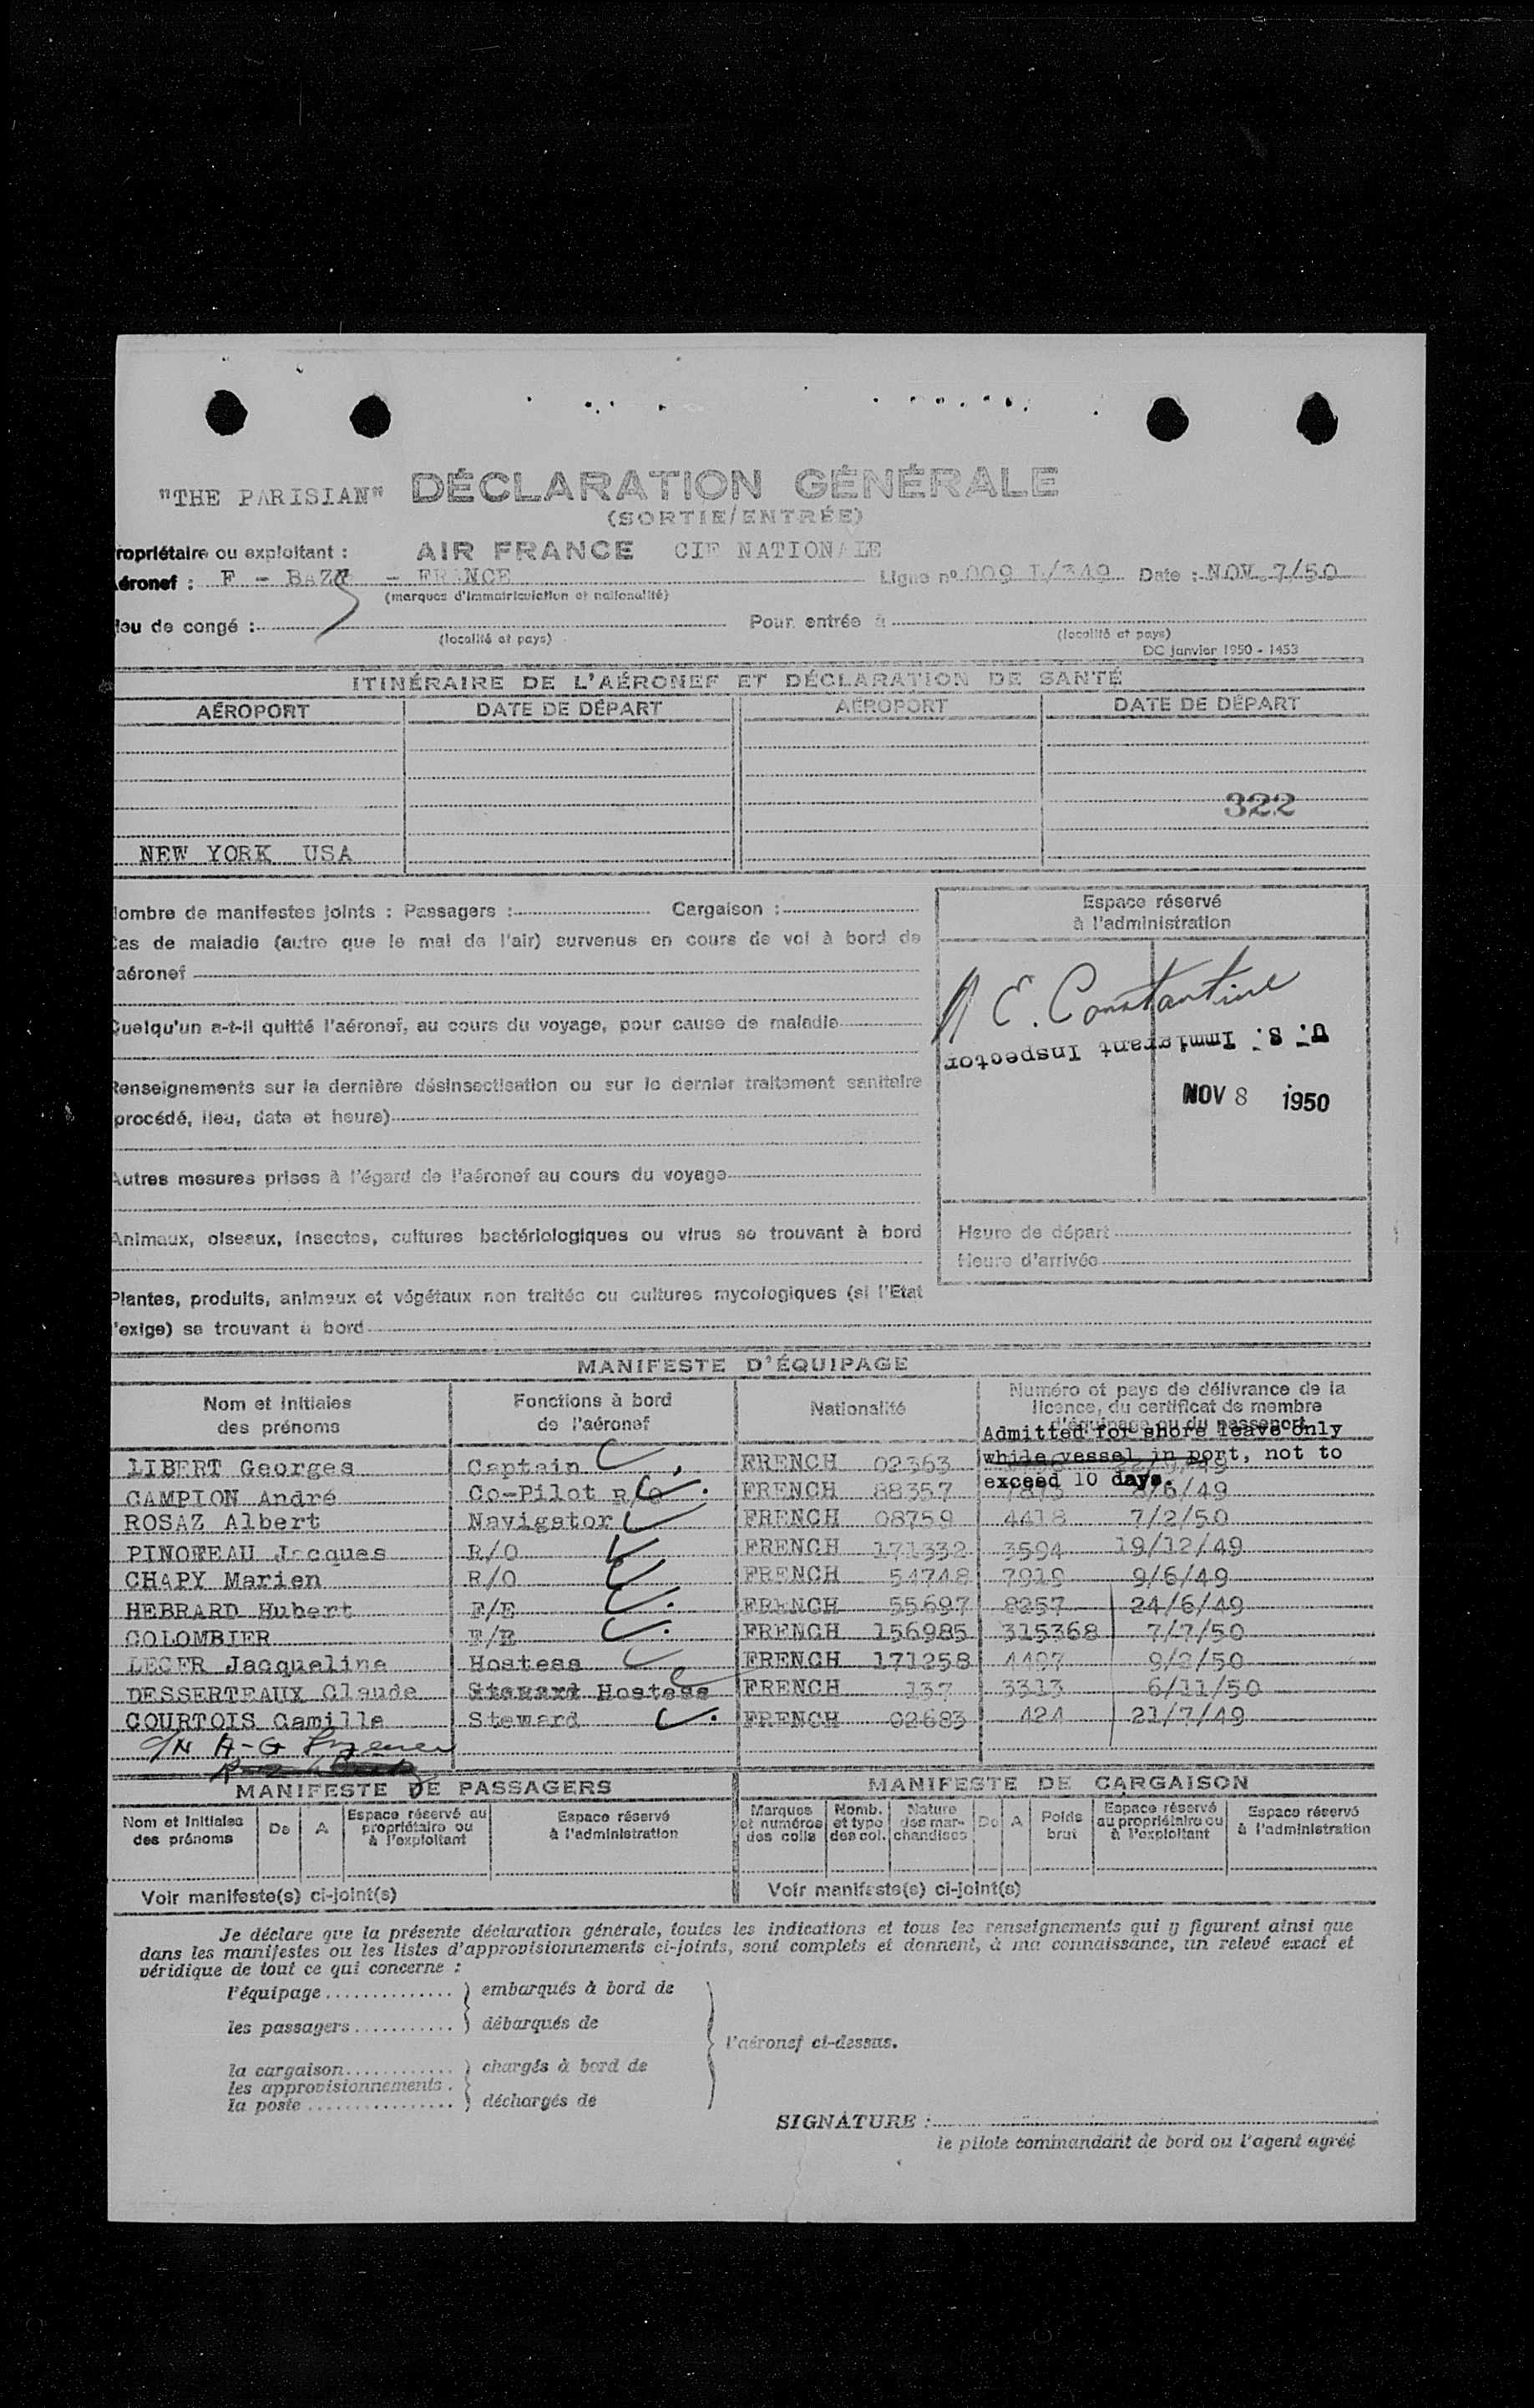 "THE PARISIAN" DÉCLARATION GÉNÉRALE
(SORTIE/ENTRÉE)
ropriétaire ou exploitant : AIR FRANCE CIE NATIONALE
éronef : F - BAZ - FRANCE Ligne nº 009 L/349 Date : NOV. 7/50
(marques d'immatriculation et nationalité)
ieu de congé : Pour entrée à
(localité et pays) (localité et pays)
DC janvier 1950 - 1453
ITINÉRAIRE DE L'AÉRONEF ET DÉCLARATION DE SANTÉ
AÉROPORT DATE DE DÉPART AÉROPORT DATE DE DÉPART
322
NEW YORK USA
Nombre de manifestes joints : Passagers : Cargaison :
Cas de maladie (autre que le mal de l'air) survenus en cours de vol à bord de
l'aéronef
Quelqu'un a-t-il quitté l'aéronef, au cours du voyage, pour cause de maladie
Renseignements sur la dernière désinsectisation ou sur le dernier traitement sanitaire
procédé, lieu, date et heure)
Autres mesures prises à l'égard de l'aéronef au cours du voyage
Animaux, oiseaux, insectes, cultures bactériologiques ou virus se trouvant à bord
Plantes, produits, animaux et végétaux non traités ou cultures mycologiques (si l'Etat
l'exige) se trouvant à bord
Espace réservé
à l'administration
E. Constantine
U. S. Immigrant Inspector
NOV 8 1950
Heure de départ
Heure d'arrivée
MANIFESTE D'ÉQUIPAGE
Nom et Initiales des prénoms Fonctions à bord de l'aéronef Nationalité Numéro et pays de délivrance de la licence, du certificat de membre d'équipage ou du passeport
Admitted for shore leave only
while vessel in port, not to
exceed 10 days.
LIBERT Georges Captain FRENCH 02363
CAMPION André Co-Pilot R/O FRENCH 88357 8/6/49
ROSAZ Albert Navigator FRENCH 08759 4418 7/2/50
PINOTEAU Jacques R/O FRENCH 171332 3594 19/12/49
CHAPY Marien R/O FRENCH 54748 7919 9/6/49
HEBRARD Hubert F/E FRENCH 55697 8257 24/6/49
COLOMBIER F/E FRENCH 156985 315368 7/7/50
LEGER Jacqueline Hostess FRENCH 171258 4497 9/2/50
DESSERTEAUX Claude Steward Hostess FRENCH 137 3313 6/11/50
COURTOIS Camille Steward FRENCH 02683 424 21/7/49
A-G
MANIFESTE DE PASSAGERS MANIFESTE DE CARGAISON
Nom et Initiales des prénoms De A Espace réservé au propriétaire ou à l'exploitant Espace réservé à l'administration Marques et numéros des colis Nomb. et type des col. Nature des marchandises De A Poids brut Espace réservé au propriétaire ou à l'exploitant Espace réservé à l'administration
Voir manifeste(s) ci-joint(s) Voir manifeste(s) ci-joint(s)
Je déclare que la présente déclaration générale, toutes les indications et tous les renseignements qui y figurent ainsi que
dans les manifestes ou les listes d'approvisionnements ci-joints, sont complets et donnent, à ma connaissance, un relevé exact et
véridique de tout ce qui concerne :
l'équipage embarqués à bord de
les passagers débarqués de
l'aéronef ci-dessus.
la cargaison chargés à bord de
les approvisionnements
la poste déchargés de
SIGNATURE :
le pilote commandant de bord ou l'agent agréé